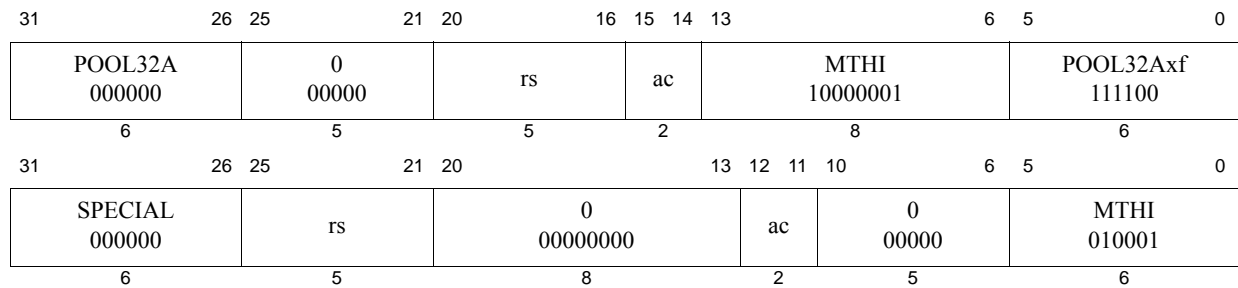 31 26 25 21 20 16 15 14 13 6 5 0
POOL32A 0 rs ac MTHI POOL32Axf
000000 00000 10000001 111100
6 5 5 2 8 6
31 26 25 21 20 13 12 11 10 6 5 0
SPECIAL rs 0 ac 0 MTHI
000000 00000000 00000 010001
6 5 8 2 5 6